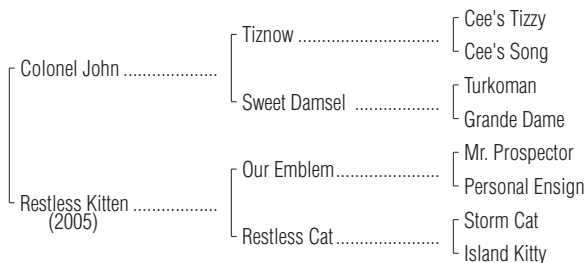 Cee's Tizzy
Tiznow
Cee's Song
Colonel John
Turkoman
Sweet Damsel
Grande Dame
Mr. Prospector
Our Emblem
Personal Ensign
Restless Kitten
(2005)
Storm Cat
Restless Cat
Island Kitty